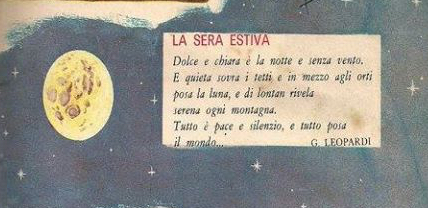 LA SERA ESTIVA
Dolce e chiara è la notte e senza vento.
E quieta sovra i tetti e in mezzo agli orti
posa la luna, e di lontan rivela
serena ogni montagna.
Tutto è pace e silenzio, e tutto posa
il mondo... G. LEOPARDI